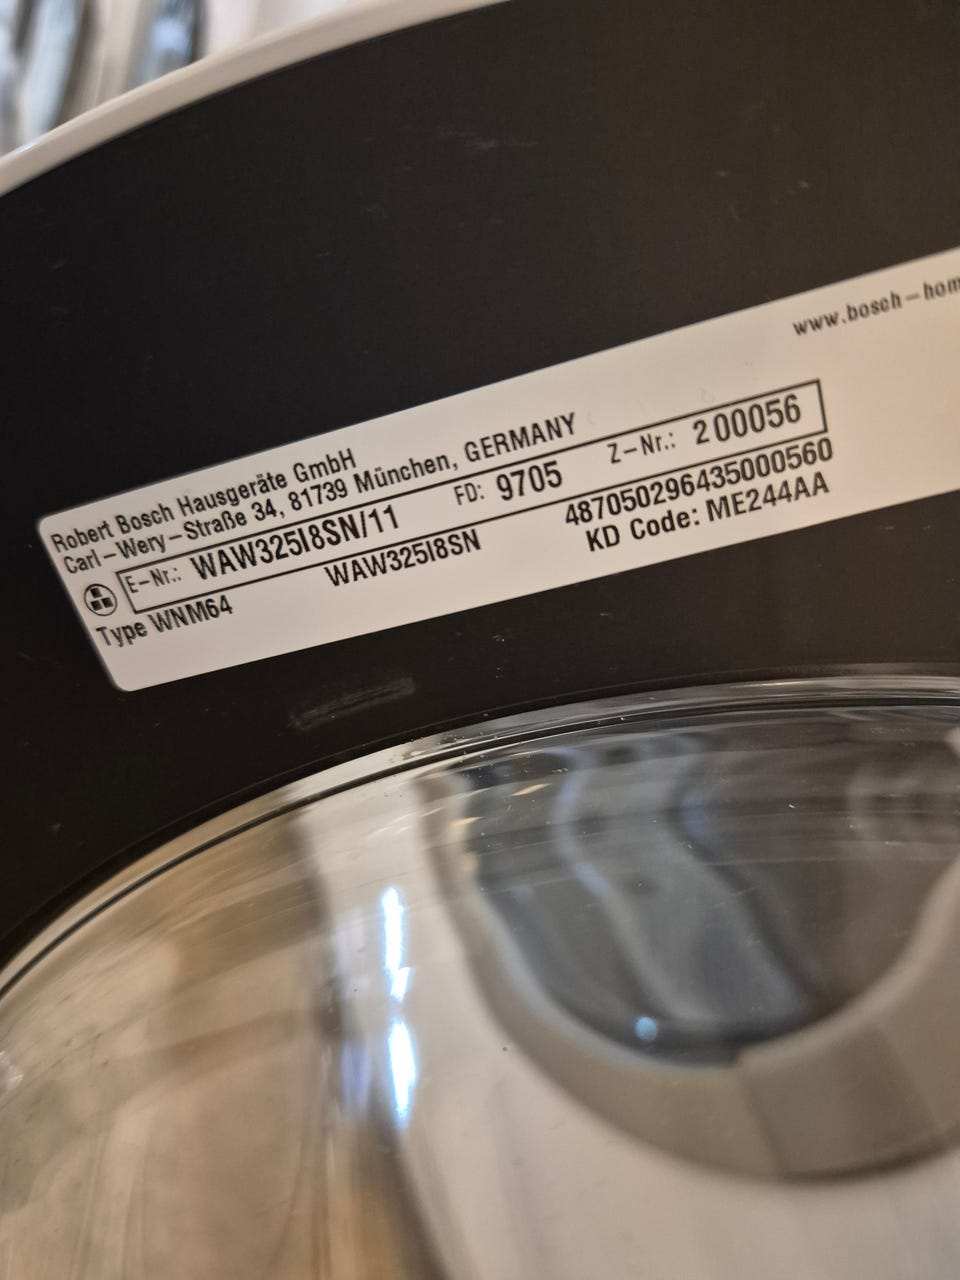 www.bosch-hom
Robert Bosch Hausgeräte GmbH
Carl-Wery-Straße 34, 81739 München, GERMANY
E-Nr.: WAW325I8SN/11 FD: 9705 Z-Nr.: 200056
Type WNM64 WAW325I8SN 487050296435000560
KD Code: ME244AA